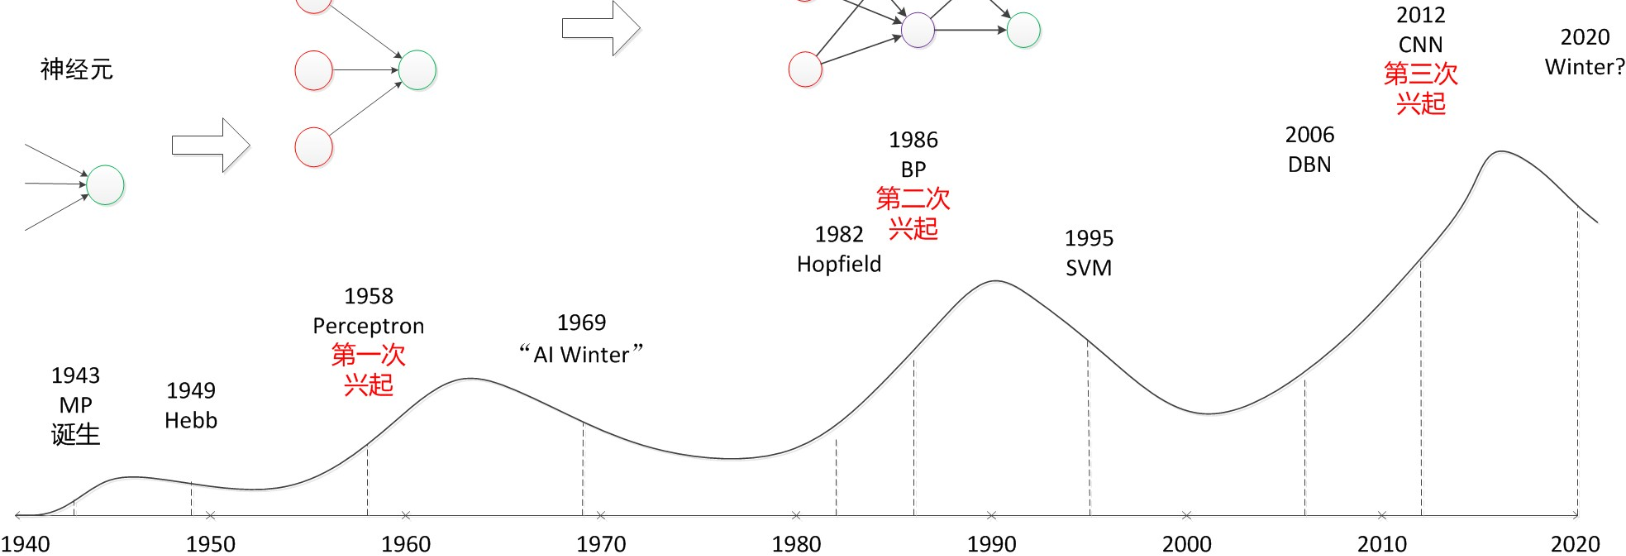 神经元
2012
CNN
第三次
兴起
2020
Winter?
1986
BP
第二次
兴起
2006
DBN
1982
Hopfield
1995
SVM
1958
Perceptron
第一次
兴起
1969
“AI Winter”
1943
MP
诞生
1949
Hebb
1940 1950 1960 1970 1980 1990 2000 2010 2020